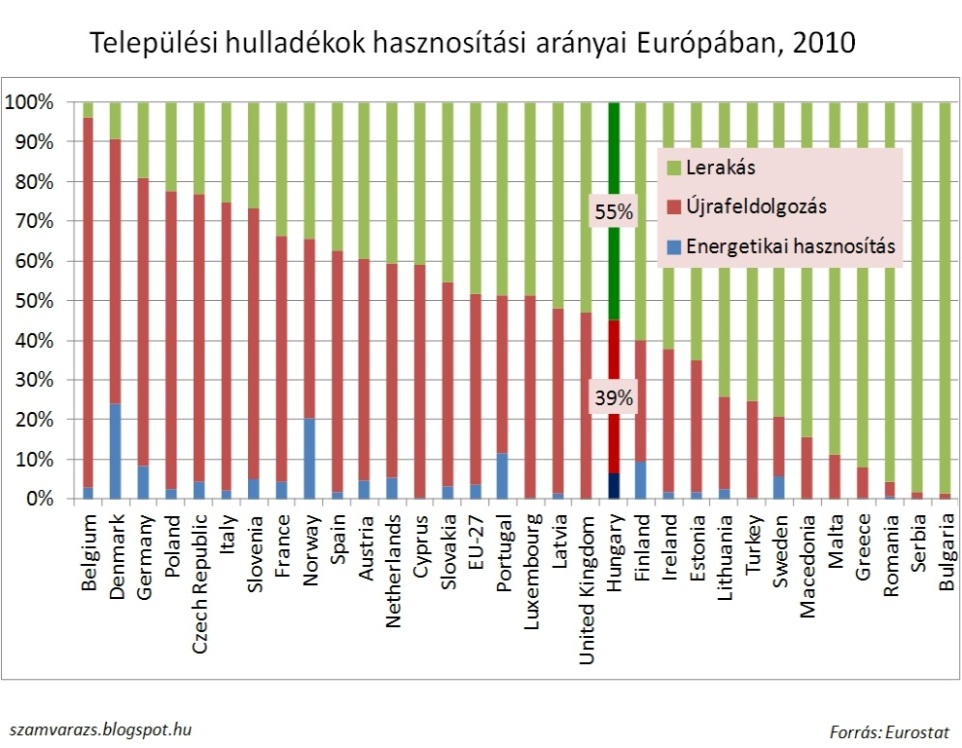 Települési hulladékok hasznosítási arányai Európában, 2010
100%
90%
80%
70%
60%
50%
40%
30%
20%
10%
0%
Lerakás
Újrafeldolgozás
Energetikai hasznosítás
55%
39%
Belgium
Denmark
Germany
Poland
Czech Republic
Italy
Slovenia
France
Norway
Spain
Austria
Netherlands
Cyprus
Slovakia
EU-27
Portugal
Luxembourg
Latvia
United Kingdom
Hungary
Finland
Ireland
Estonia
Lithuania
Turkey
Sweden
Macedonia
Malta
Greece
Romania
Serbia
Bulgaria
szamvarazs.blogspot.hu
Forrás: Eurostat